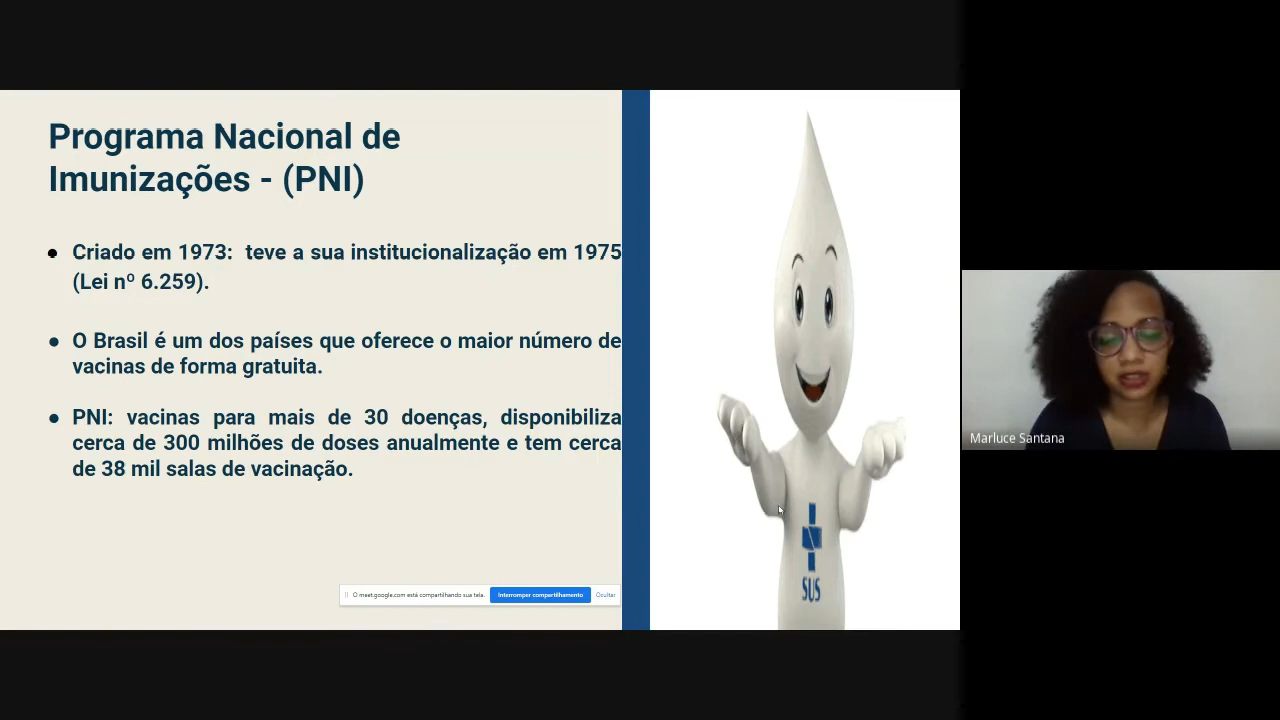 Programa Nacional de
Imunizações - (PNI)
● Criado em 1973: teve a sua institucionalização em 1975
(Lei nº 6.259).
● O Brasil é um dos países que oferece o maior número de
vacinas de forma gratuita.
● PNI: vacinas para mais de 30 doenças, disponibiliza
cerca de 300 milhões de doses anualmente e tem cerca
de 38 mil salas de vacinação.
O meet.google.com está compartilhando sua tela. Interromper compartilhamento Ocultar
SUS
Marluce Santana